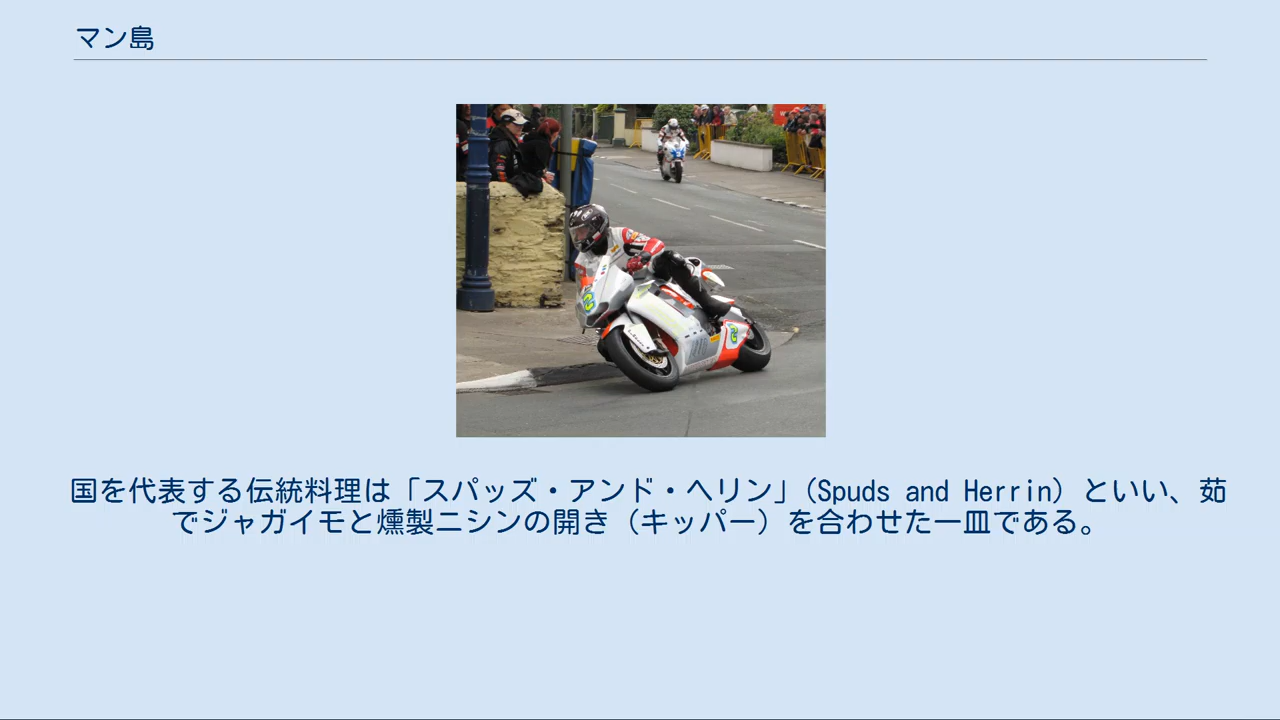 マン島
国を代表する伝統料理は「スパッズ・アンド・ヘリン」（Spuds and Herrin）といい、茹
でジャガイモと燻製ニシンの開き（キッパー）を合わせた一皿である。